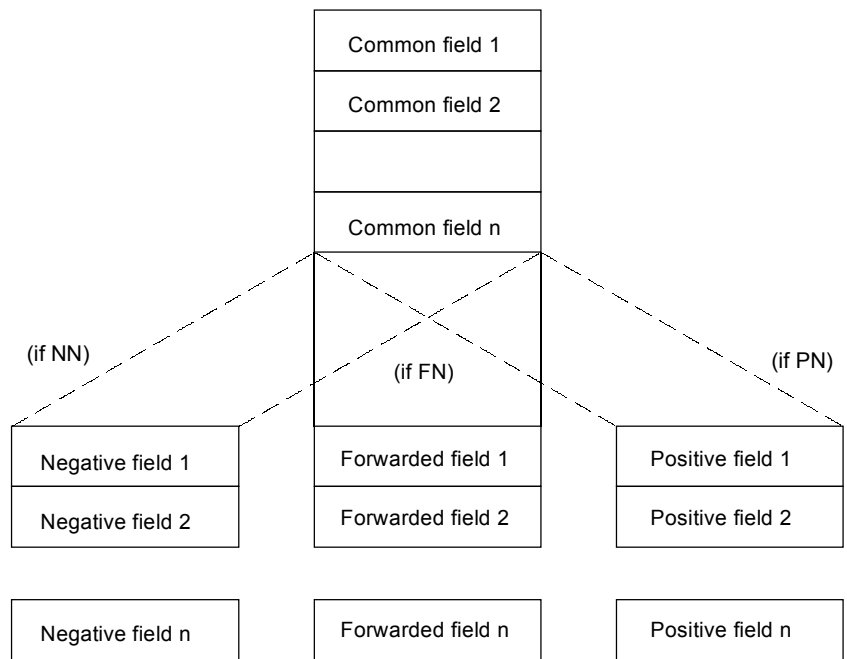 Common field 1
Common field 2
Common field n
(if NN)
(if FN)
(if PN)
Negative field 1
Forwarded field 1
Positive field 1
Negative field 2
Forwarded field 2
Positive field 2
Negative field n
Forwarded field n
Positive field n